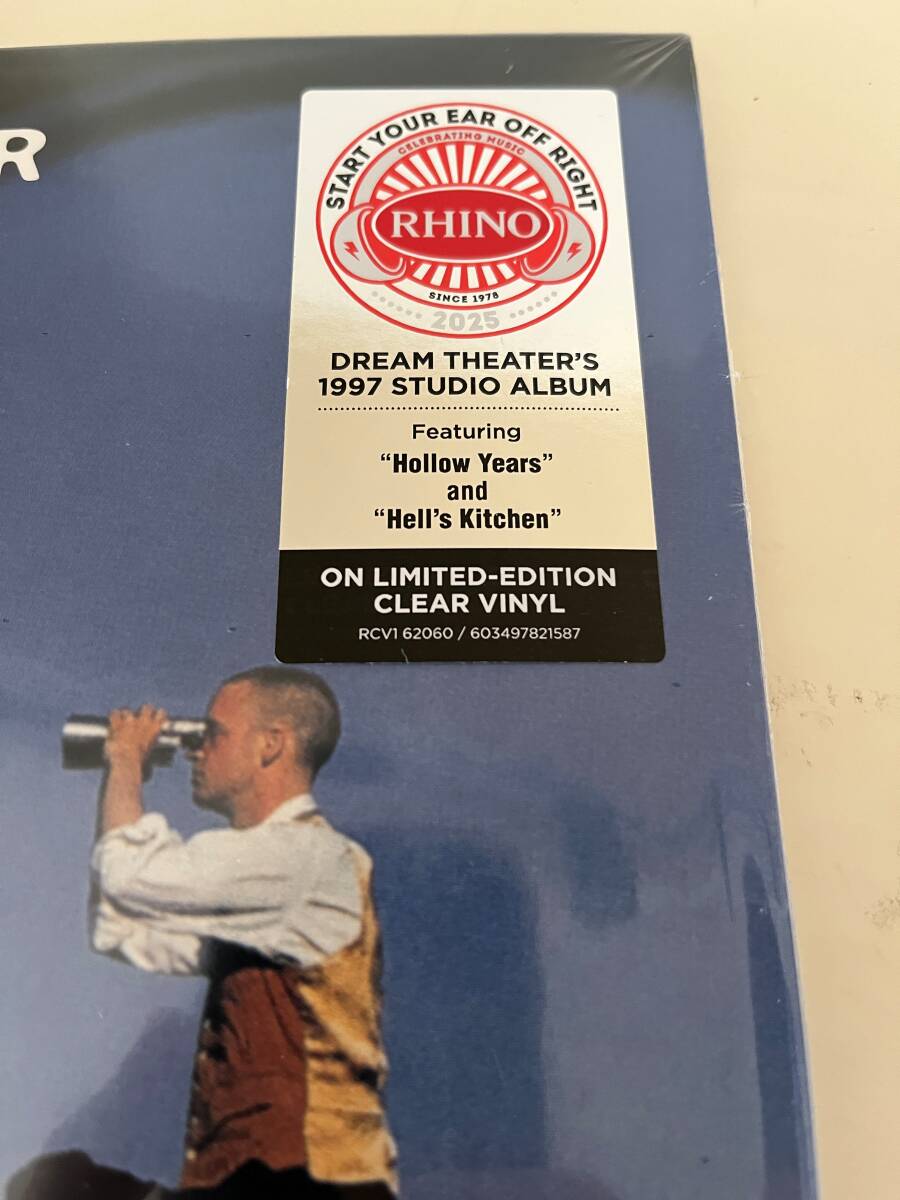 R
START YOUR EAR OFF RIGHT
CELEBRATING MUSIC
RHINO
SINCE 1978
2025
DREAM THEATER'S
1997 STUDIO ALBUM
Featuring
“Hollow Years”
and
“Hell's Kitchen”
ON LIMITED-EDITION
CLEAR VINYL
RCV1 62060 / 603497821587